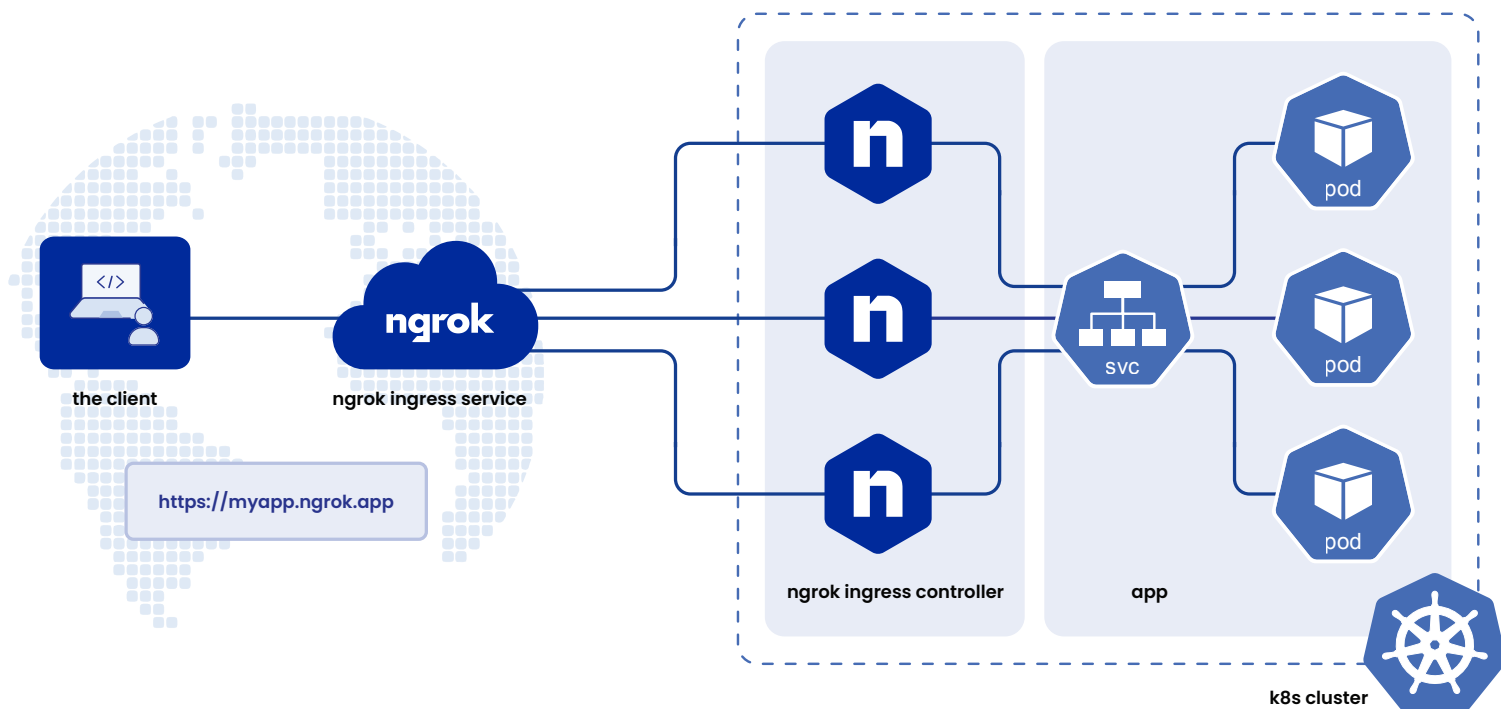 </>
ngrok
the client
ngrok ingress service
https://myapp.ngrok.app
n
n
n
ngrok ingress controller
svc
pod
pod
pod
app
k8s cluster